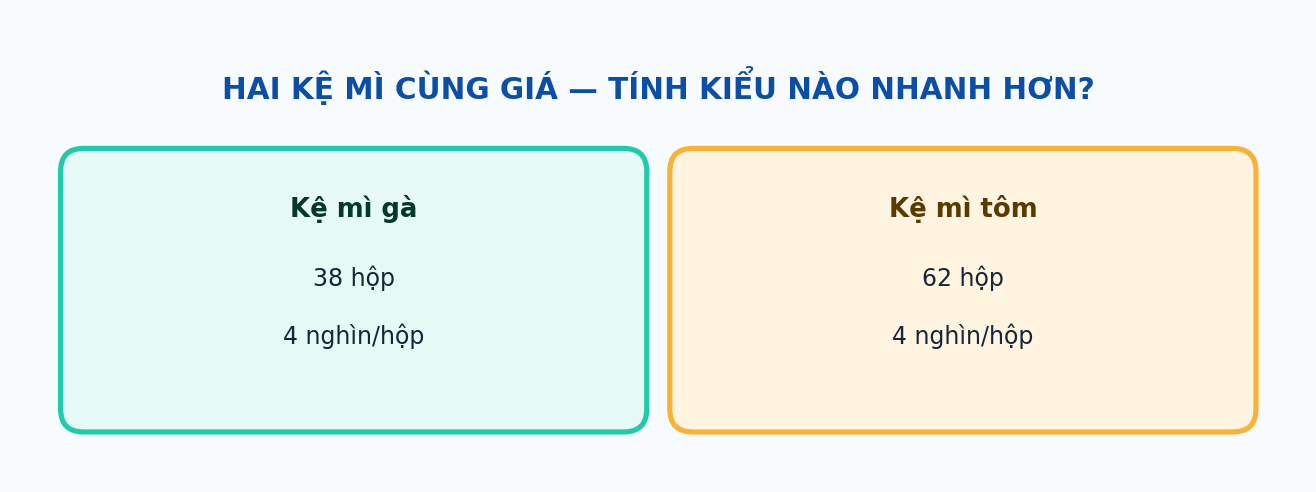 HAI KỆ MÌ CÙNG GIÁ — TÍNH KIỂU NÀO NHANH HƠN?
Kệ mì gà
38 hộp
4 nghìn/hộp
Kệ mì tôm
62 hộp
4 nghìn/hộp